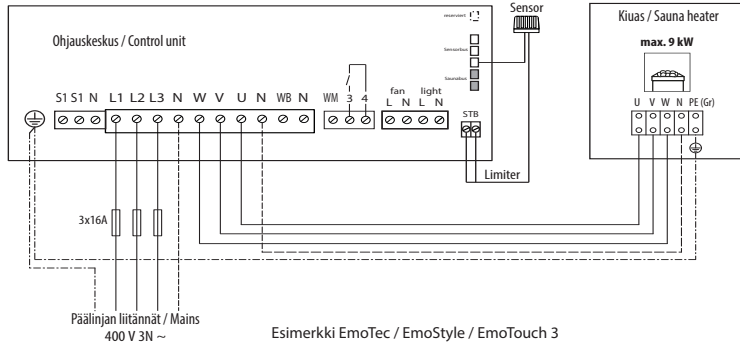 reserviert
Sensor
Kiuas / Sauna heater
Ohjauskeskus / Control unit
Sensorbus
max. 9 kW
Saunabus
fan light
S1 S1 N L1 L2 L3 N W V U N WB N WM 3 4 L N L N
U V W N PE (Gr)
STB
Limiter
3x16A
Päälinjan liitännät / Mains
400 V 3N ~
Esimerkki EmoTec / EmoStyle / EmoTouch 3